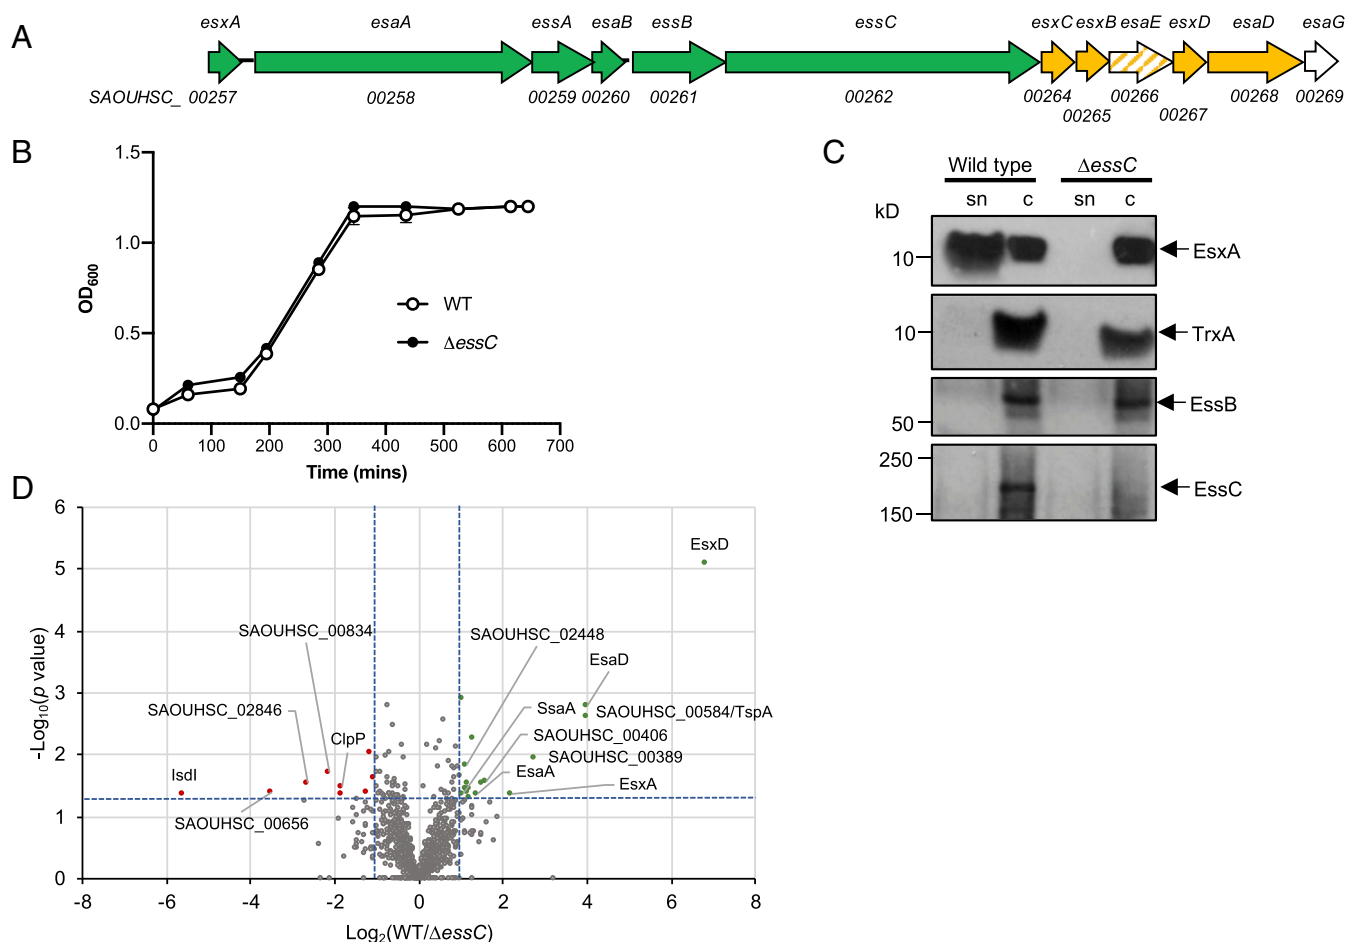 A
esxA esaA essA esaB essB essC esxC esxB esaE esxD esaD esaG
SAOUHSC_ 00257 00258 00259 00260 00261 00262 00264 00265 00266 00267 00268 00269
B
1.5
1.0
0.5
0.0
OD600
0 100 200 300 400 500 600 700
Time (mins)
WT
ΔessC
C
Wild type ΔessC
kD sn c sn c
10 EsxA
10 TrxA
50 EssB
250
150 EssC
D
6
5
4
3
2
1
0
-Log10(p value)
-8 -6 -4 -2 0 2 4 6 8
Log2(WT/ΔessC)
EsxD
SAOUHSC_00834
SAOUHSC_02448
EsaD
SAOUHSC_02846
SsaA
SAOUHSC_00584/TspA
ClpP
SAOUHSC_00406
SAOUHSC_00389
IsdI
EsaA
EsxA
SAOUHSC_00656